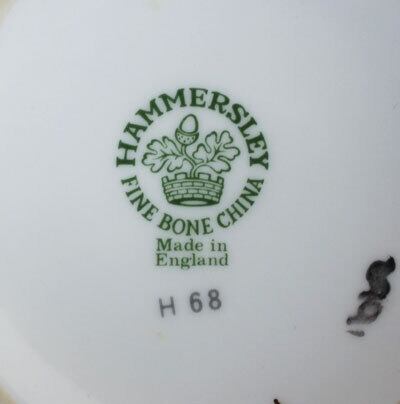 HAMMERSLEY
FINE BONE CHINA
Made in
England
H 68